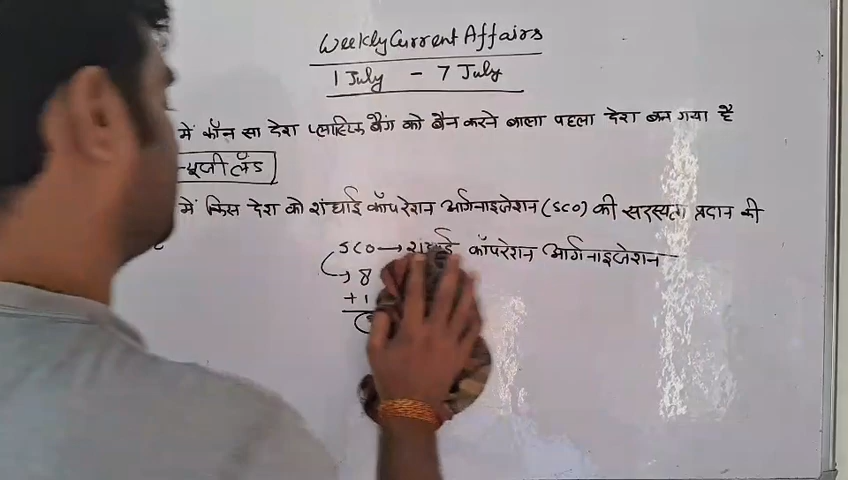 Weekly Current Affairs
1 July - 7 July
में कौन सा देश प्लास्टिक बैग को बैन करने वाला पहला देश बन गया है
न्यूजीलैंड
में किस देश को शंघाई कॉपरेशन आर्गनाइजेशन (SCO) की सदस्यता प्रदान की
SCO → शंघाई कॉपरेशन आर्गनाइजेशन
→ 8
+1